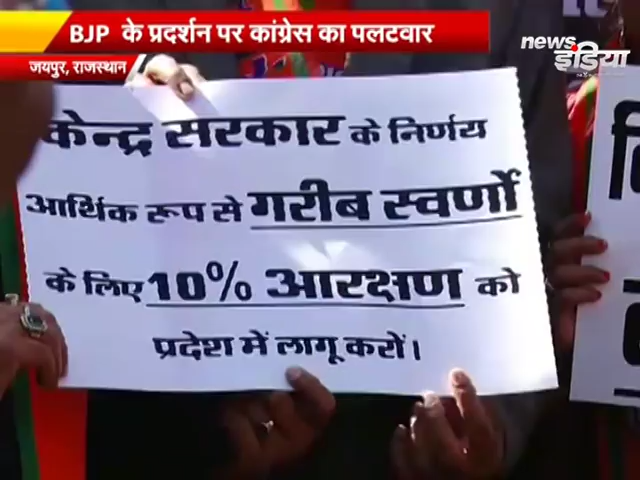 BJP के प्रदर्शन पर कांग्रेस का पलटवार
जयपुर, राजस्थान
news
इंडिया
केन्द्र सरकार के निर्णय
आर्थिक रूप से गरीब स्वर्णों
के लिए 10% आरक्षण को
प्रदेश में लागू करों।